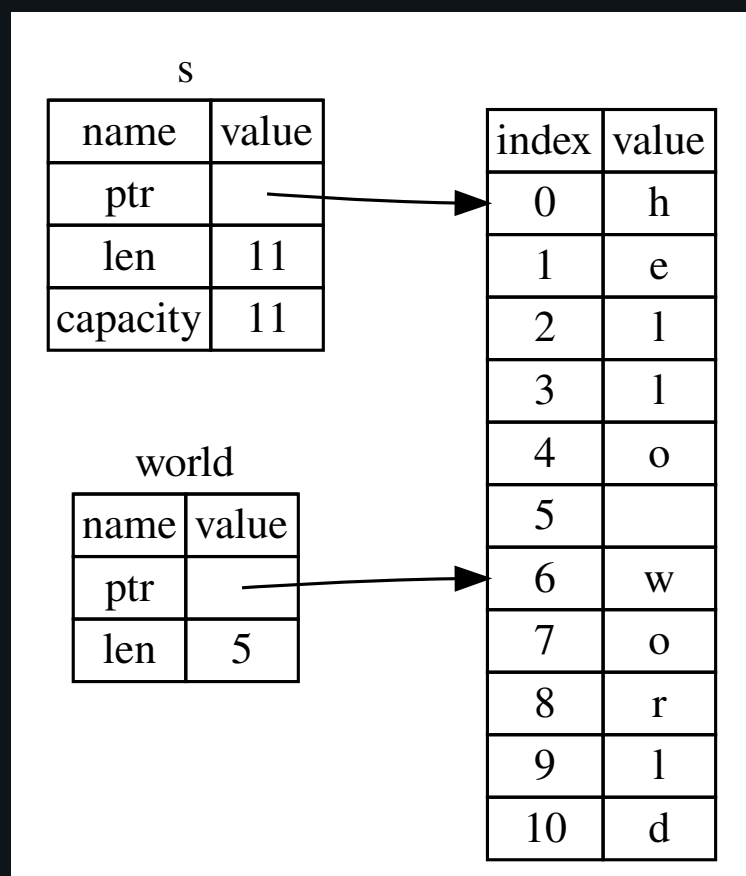 s
name value
ptr
len 11
capacity 11
world
name value
ptr
len 5
index value
0 h
1 e
2 l
3 l
4 o
5
6 w
7 o
8 r
9 l
10 d